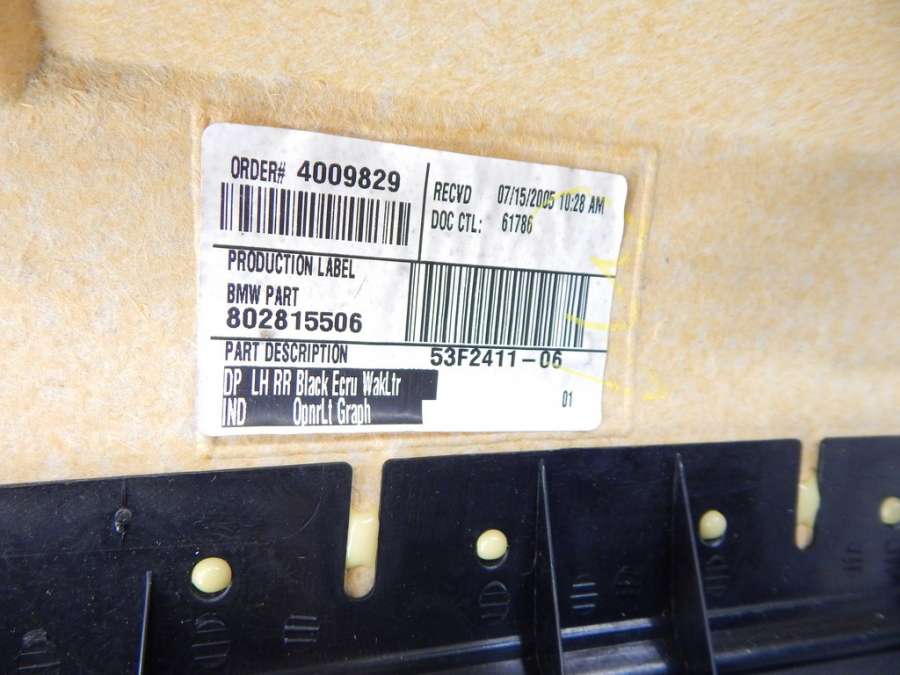 ORDER# 4009829
RECVD 07/15/2005 10:28 AM
DOC CTL: 61786
PRODUCTION LABEL
BMW PART
802815506
PART DESCRIPTION
53F2411-06
DP LH RR Black Ecru WakLtr
IND OpnrLt Graph
01